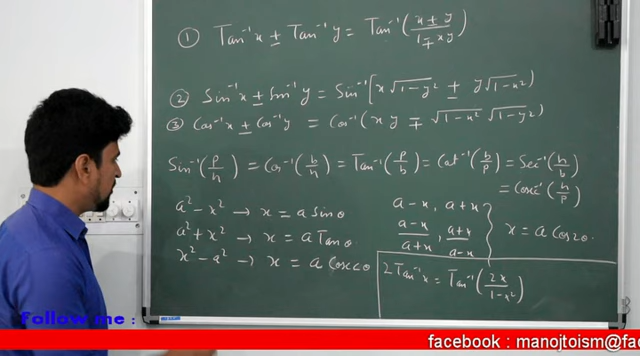 ① Tan⁻¹x ± Tan⁻¹y = Tan⁻¹(x±y/1∓xy)
② Sin⁻¹x ± Sin⁻¹y = Sin⁻¹[x√1-y² ± y√1-x²)
③ Cos⁻¹x ± Cos⁻¹y = Cos⁻¹(xy ∓ √1-x² √1-y²)
Sin⁻¹(P/h) = Cos⁻¹(b/h) = Tan⁻¹(P/b) = Cot⁻¹(b/P) = Sec⁻¹(h/b)
= Cosec⁻¹(h/P)
a² - x² → x = a Sinθ
a² + x² → x = a Tanθ
x² - a² → x = a Cosecθ
a-x, a+x
a-x/a+x, a+x/a-x
x = a Cos2θ
2Tan⁻¹x = Tan⁻¹(2x/1-x²)
Follow me :
facebook : manojtoism@fa